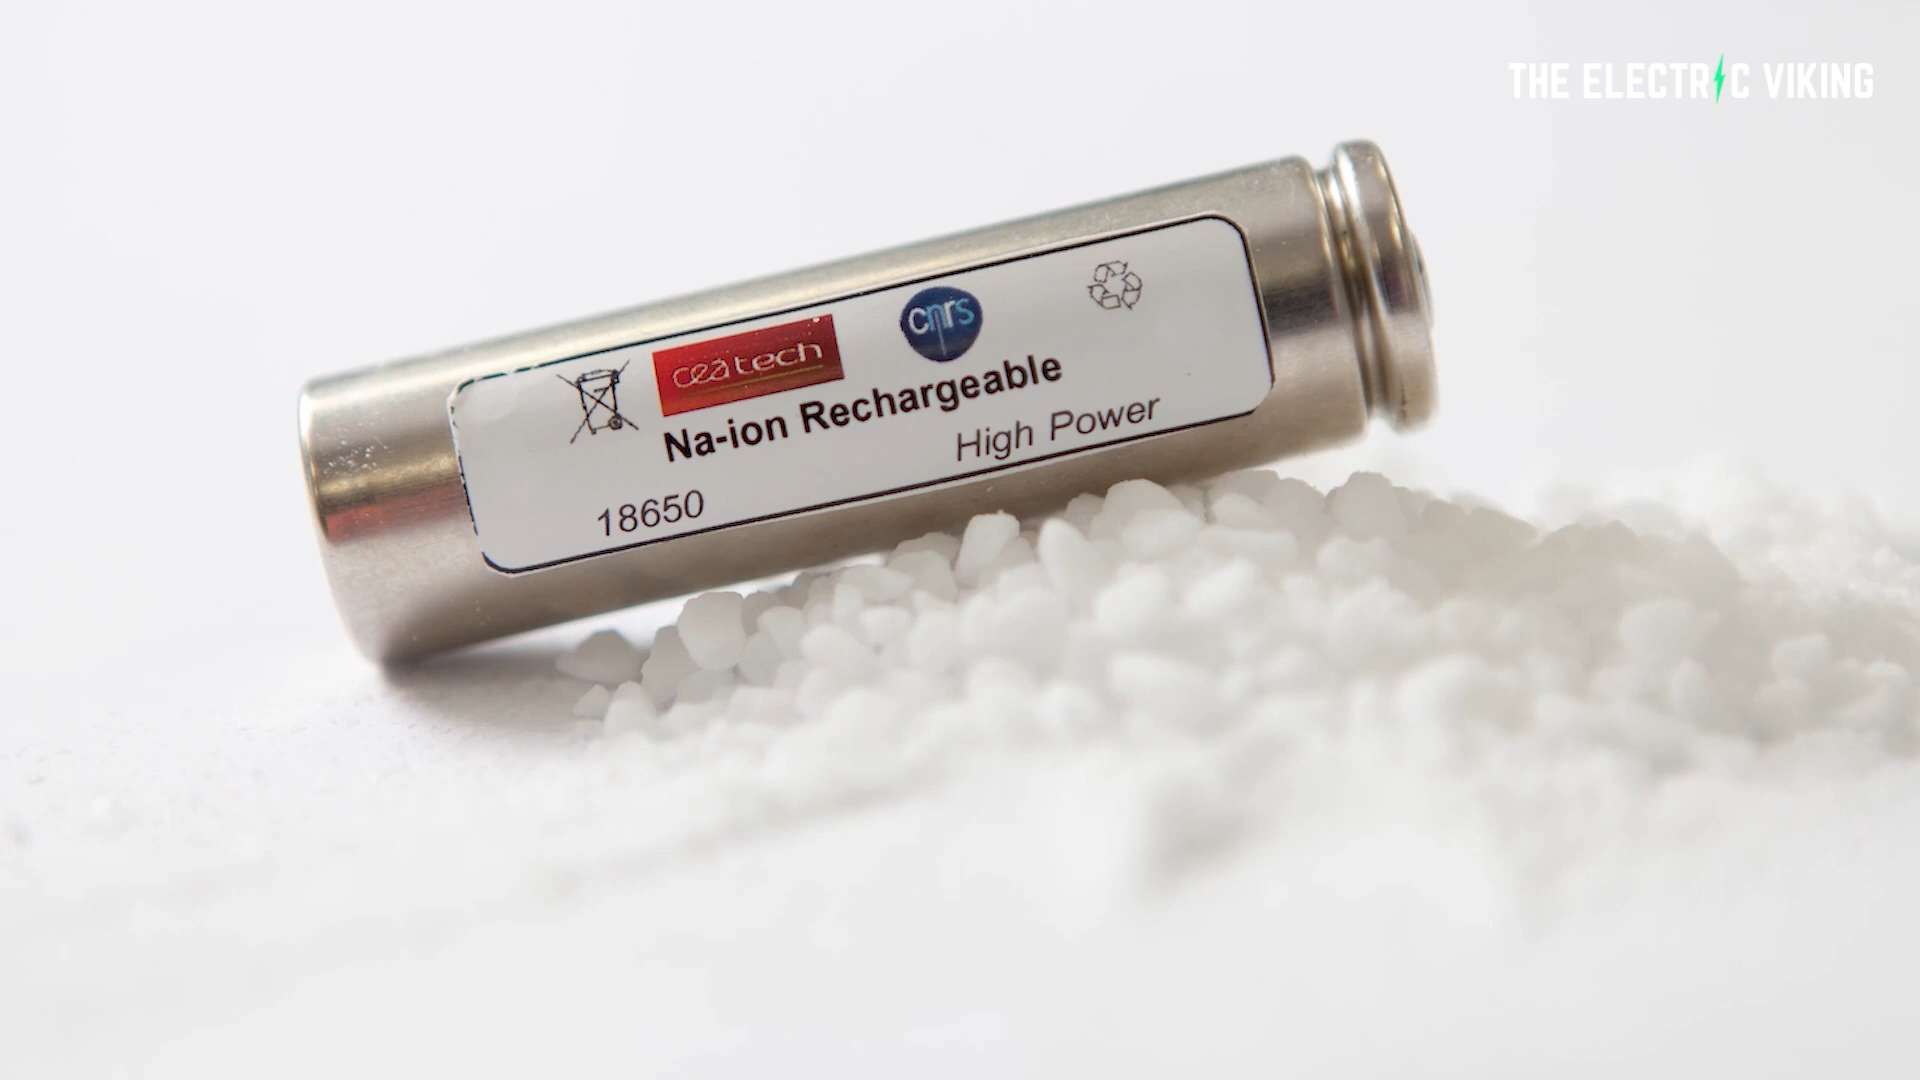 THE ELECTRIC VIKING
ceatech
cnrs
Na-ion Rechargeable
High Power
18650